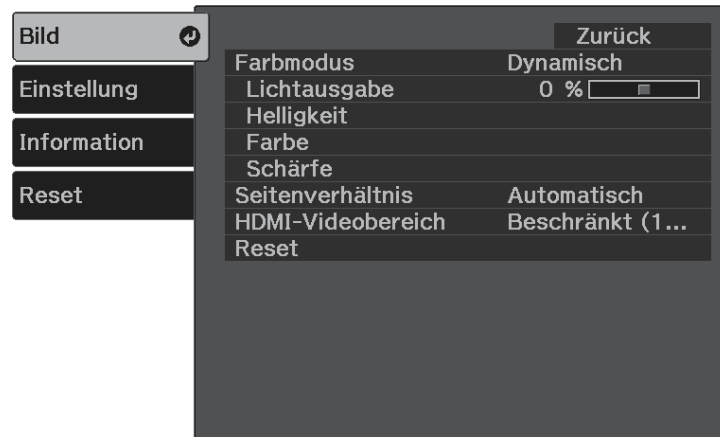 Bild
Einstellung
Information
Reset
Zurück
Farbmodus Dynamisch
Lichtausgabe 0 %
Helligkeit
Farbe
Schärfe
Seitenverhältnis Automatisch
HDMI-Videobereich Beschränkt (1...
Reset